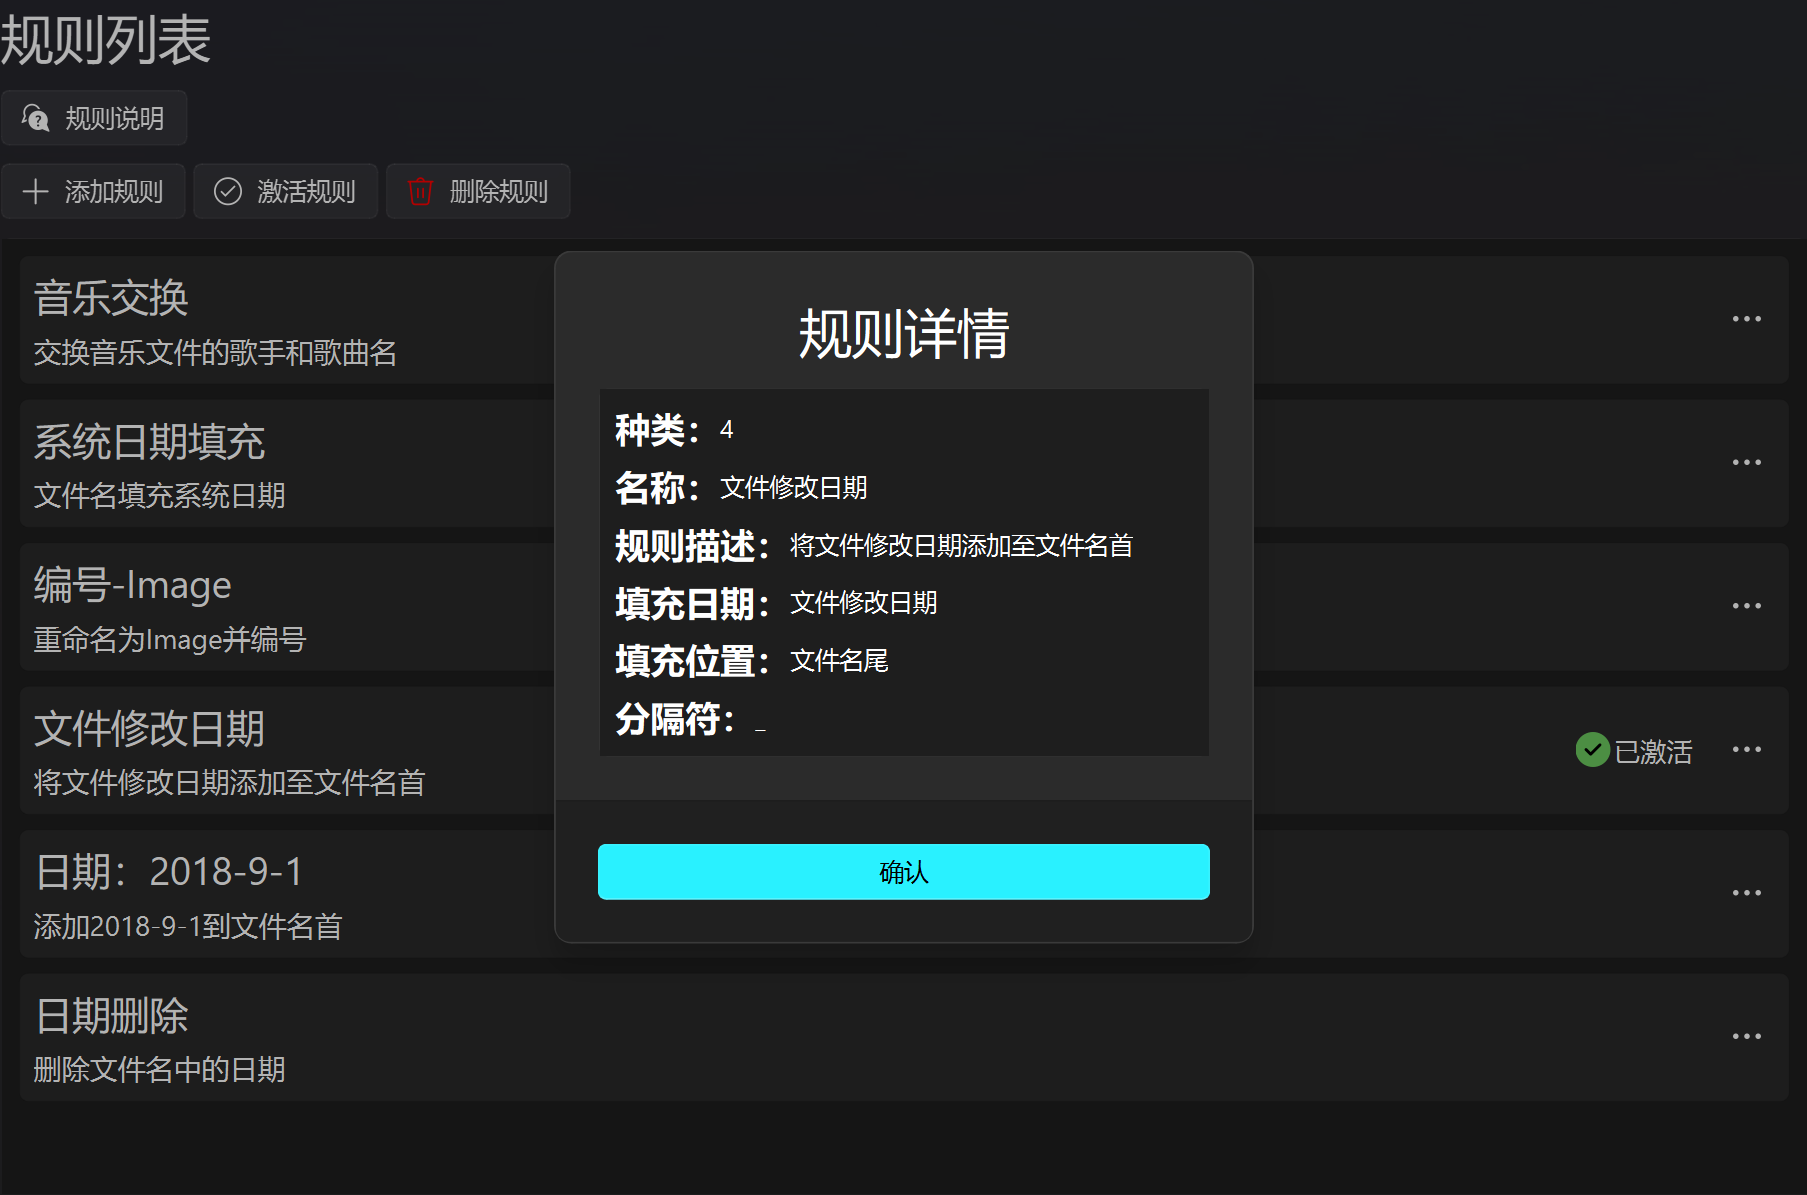 规则列表
规则说明
添加规则 激活规则 删除规则
音乐交换
交换音乐文件的歌手和歌曲名
系统日期填充
文件名填充系统日期
编号-Image
重命名为Image并编号
文件修改日期
将文件修改日期添加至文件名首
已激活
日期：2018-9-1
添加2018-9-1到文件名首
日期删除
删除文件名中的日期
规则详情
种类：4
名称：文件修改日期
规则描述：将文件修改日期添加至文件名首
填充日期：文件修改日期
填充位置：文件名尾
分隔符：_
确认